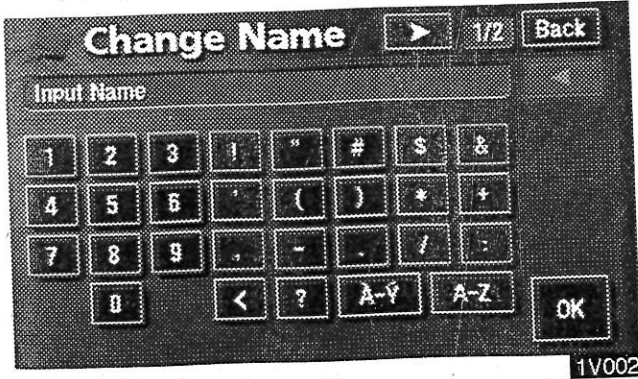 Change Name ➤ 1/2 Back
Input Name
1 2 3 ! " # $ & 
4 5 6 ' ( ) * +
7 8 9 , - . / :
0 < ? À-Ý A-Z OK
1V002